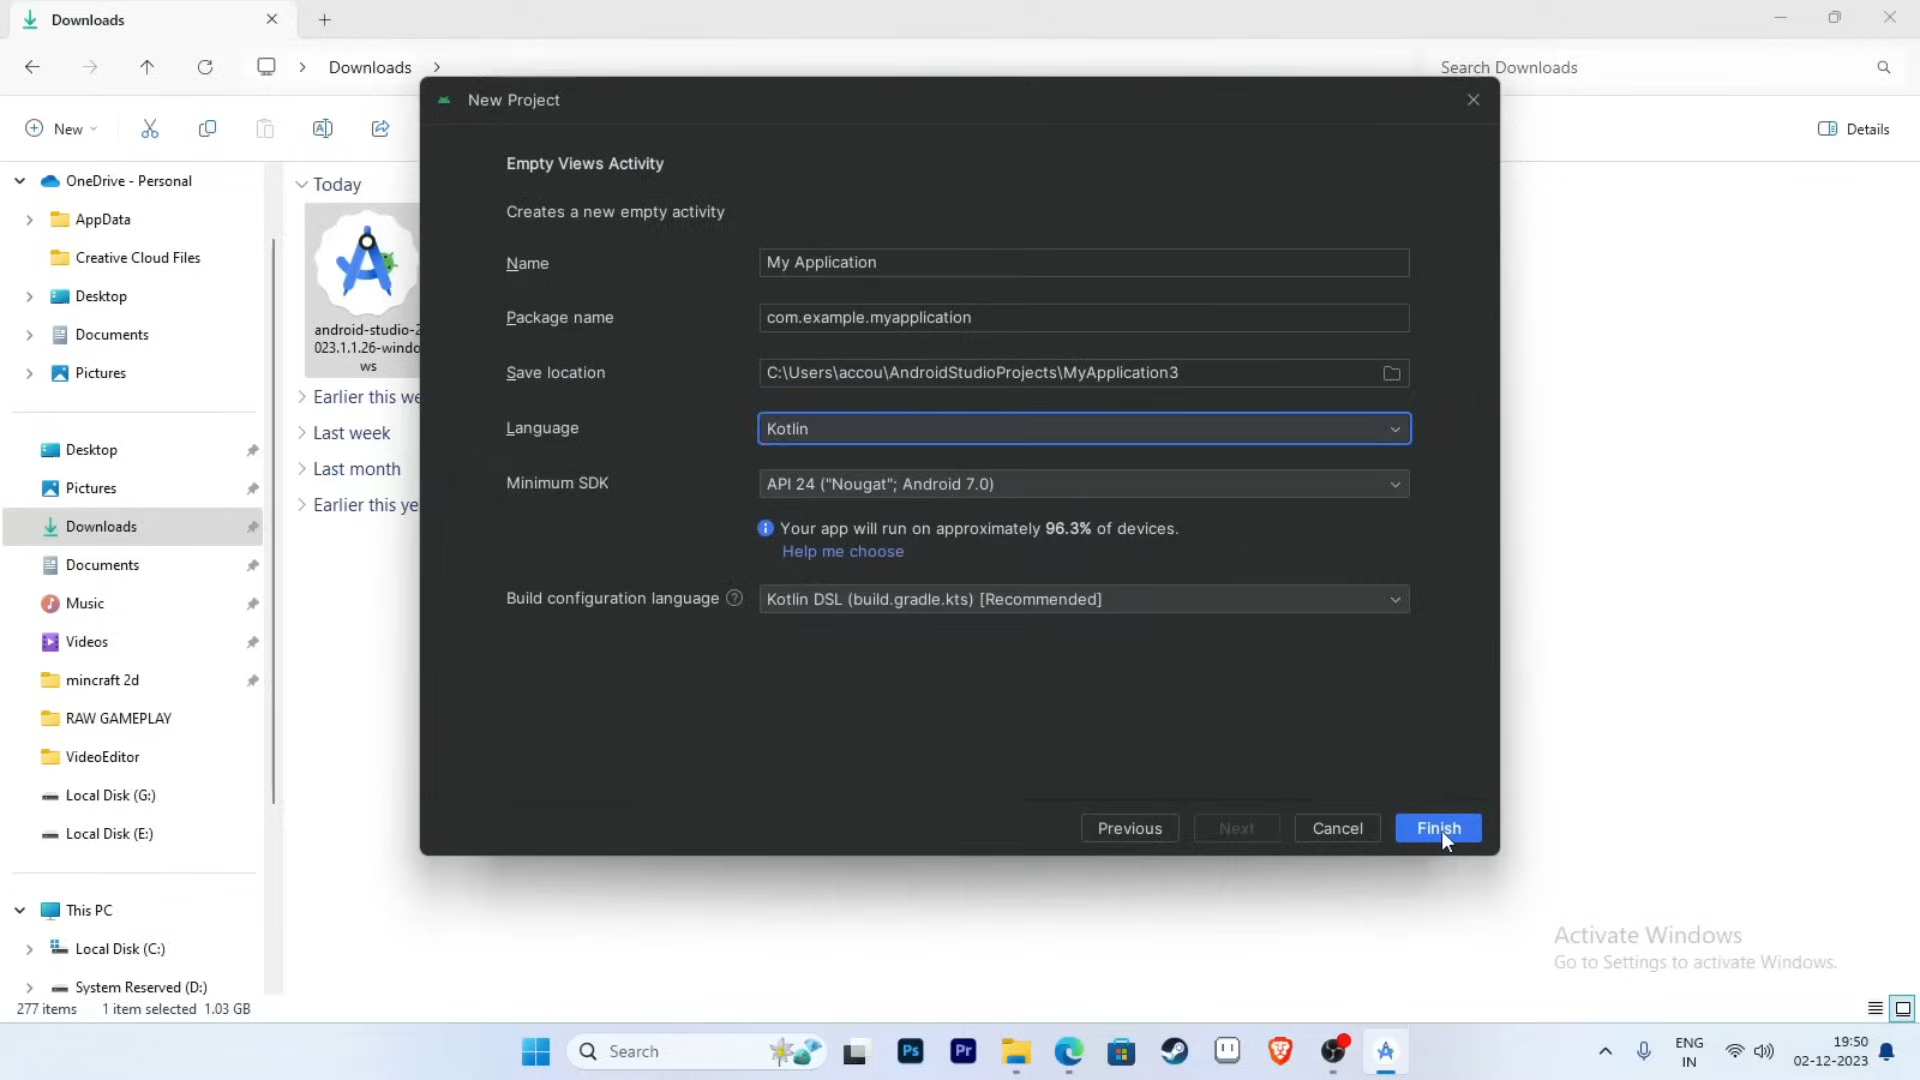 Downloads
Downloads
Search Downloads
New
Details
OneDrive - Personal
AppData
Creative Cloud Files
Desktop
Documents
Pictures
Desktop
Pictures
Downloads
Documents
Music
Videos
mincraft 2d
RAW GAMEPLAY
VideoEditor
Local Disk (G:)
Local Disk (E:)
This PC
Local Disk (C:)
System Reserved (D:)
277 items 1 item selected 1.03 GB
Today
android-studio-2
023.1.1.26-windo
ws
Earlier this we
Last week
Last month
Earlier this ye
New Project
Empty Views Activity
Creates a new empty activity
Name My Application
Package name com.example.myapplication
Save location C:\Users\accou\AndroidStudioProjects\MyApplication3
Language Kotlin
Minimum SDK API 24 ("Nougat"; Android 7.0)
Your app will run on approximately 96.3% of devices.
Help me choose
Build configuration language ? Kotlin DSL (build.gradle.kts) [Recommended]
Previous Next Cancel Finish
Activate Windows
Go to Settings to activate Windows.
Search
Ps
Pr
ENG
IN
19:50
02-12-2023